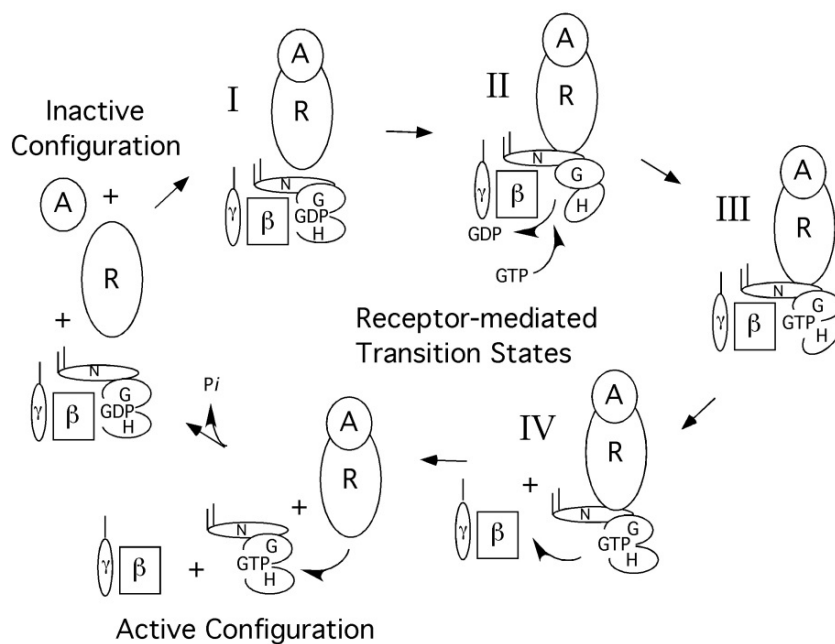 Inactive
Configuration
A
+
R
+
N
γ
β
G
GDP
H
I
A
R
N
γ
β
G
GDP
H
II
A
R
N
γ
β
G
H
GDP
GTP
III
A
R
N
γ
β
G
GTP
H
Receptor-mediated
Transition States
IV
A
R
+
N
γ
β
G
GTP
H
Pi
A
R
+
N
G
GTP
H
+
γ
β
Active Configuration